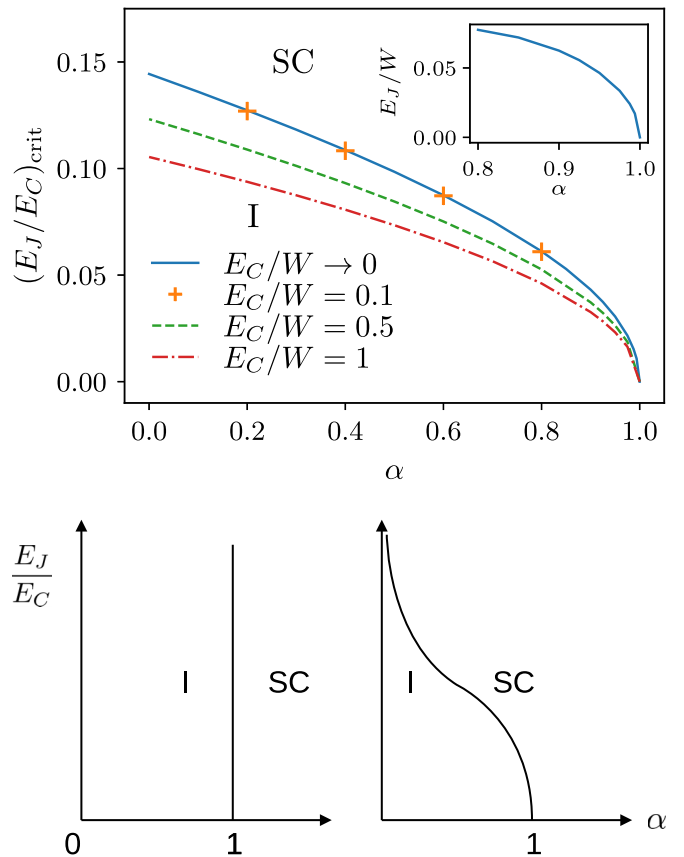 SC
I
(E_J/E_C)_crit
0.15
0.10
0.05
0.00
0.0 0.2 0.4 0.6 0.8 1.0
α
E_C/W → 0
E_C/W = 0.1
E_C/W = 0.5
E_C/W = 1
E_J/W
0.05
0.00
0.8 0.9 1.0
α
E_J
E_C
I SC
0 1
I SC
1 α